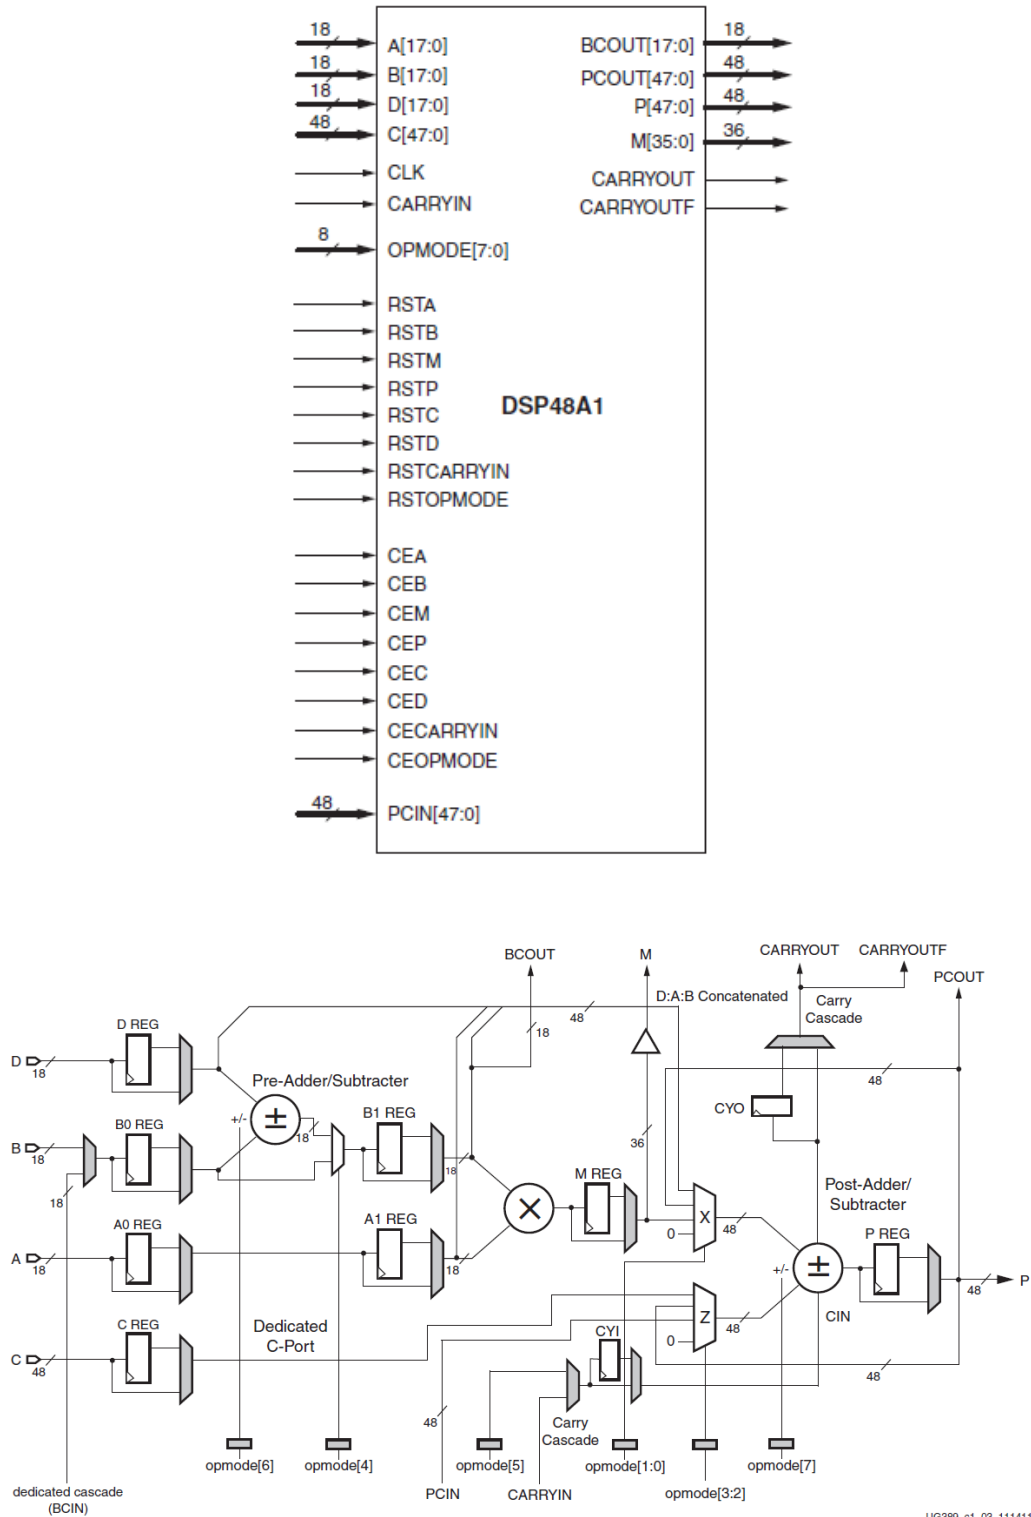 18
A[17:0]
18
B[17:0]
18
D[17:0]
48
C[47:0]
CLK
CARRYIN
8
OPMODE[7:0]
RSTA
RSTB
RSTM
RSTP
RSTC
RSTD
RSTCARRYIN
RSTOPMODE
CEA
CEB
CEM
CEP
CEC
CED
CECARRYIN
CEOPMODE
48
PCIN[47:0]
DSP48A1
BCOUT[17:0]
18
PCOUT[47:0]
48
P[47:0]
48
M[35:0]
36
CARRYOUT
CARRYOUTF
BCOUT
M
CARRYOUT
CARRYOUTF
PCOUT
D:A:B Concatenated
48
18
Carry
Cascade
D REG
D
18
Pre-Adder/Subtracter
+/-
±
18
48
CYO
B0 REG
B
18
18
B1 REG
18
36
M REG
×
X
0
48
Post-Adder/
Subtracter
P REG
+/-
±
48
P
CIN
A0 REG
A
18
A1 REG
18
C REG
C
48
Dedicated
C-Port
Z
0
48
CYI
48
48
Carry
Cascade
opmode[6]
opmode[4]
opmode[5]
opmode[1:0]
opmode[7]
dedicated cascade
(BCIN)
PCIN
CARRYIN
opmode[3:2]
UG389_c1_03_111411